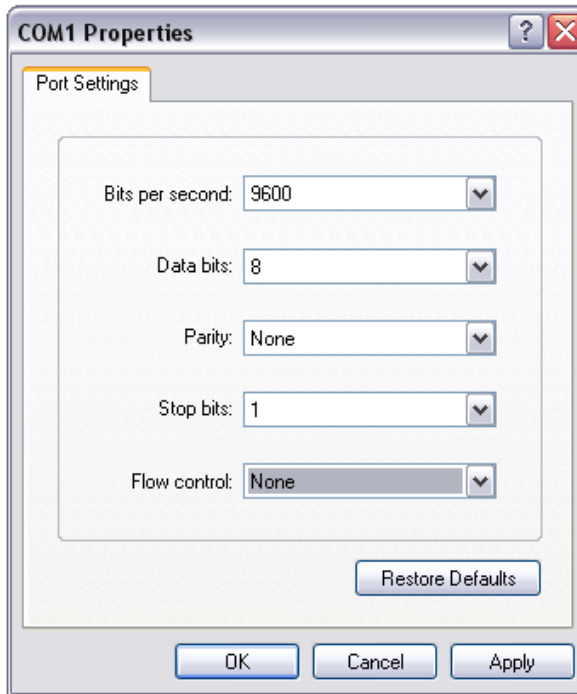 COM1 Properties
Port Settings
Bits per second: 9600
Data bits: 8
Parity: None
Stop bits: 1
Flow control: None
Restore Defaults
OK Cancel Apply